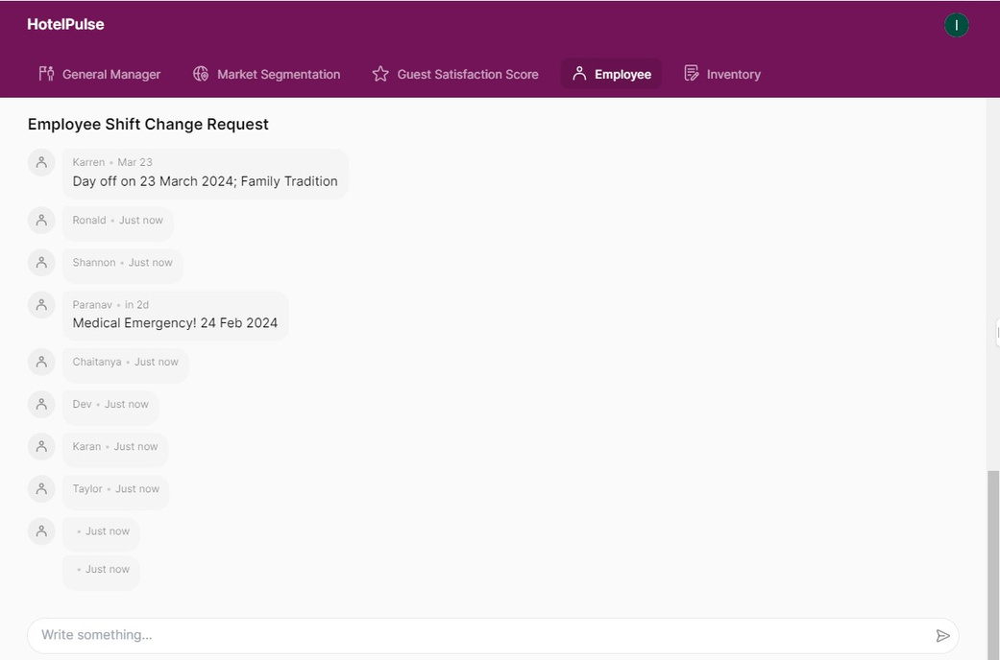 HotelPulse
I
General Manager
Market Segmentation
Guest Satisfaction Score
Employee
Inventory
Employee Shift Change Request
Karren • Mar 23
Day off on 23 March 2024; Family Tradition
Ronald • Just now
Shannon • Just now
Paranav • in 2d
Medical Emergency! 24 Feb 2024
Chaitanya • Just now
Dev • Just now
Karan • Just now
Taylor • Just now
• Just now
• Just now
Write something...